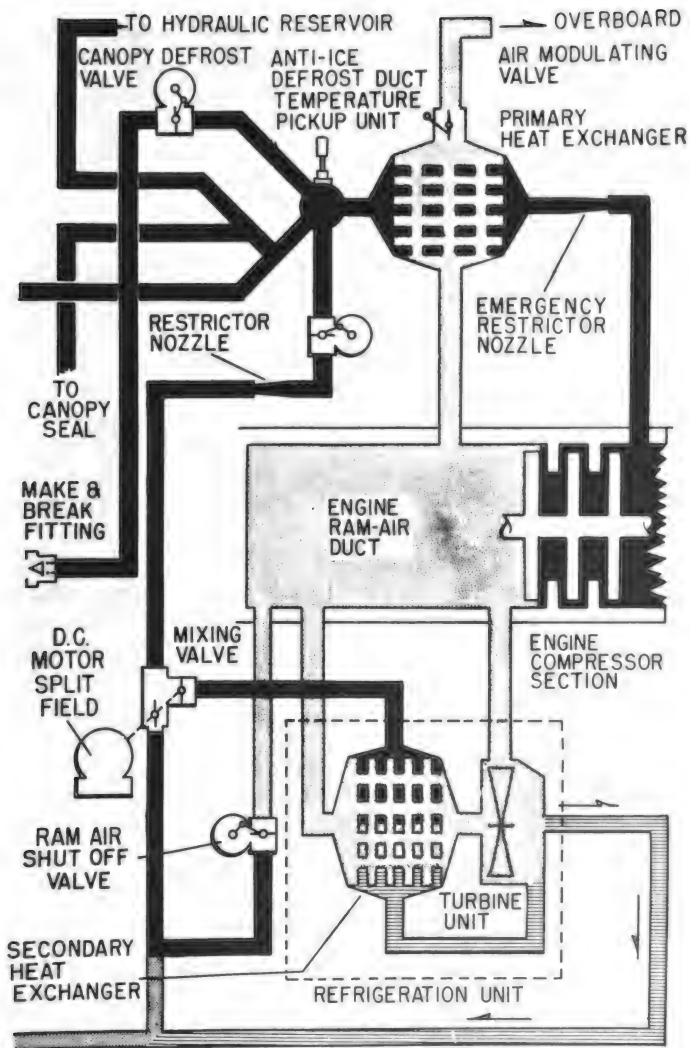 TO HYDRAULIC RESERVOIR
CANOPY DEFROST
VALVE
ANTI-ICE
DEFROST DUCT
TEMPERATURE
PICKUP UNIT
OVERBOARD
AIR MODULATING
VALVE
PRIMARY
HEAT EXCHANGER
RESTRICTOR
NOZZLE
EMERGENCY
RESTRICTOR
NOZZLE
TO
CANOPY
SEAL
MAKE &
BREAK
FITTING
ENGINE
RAM-AIR
DUCT
D.C.
MOTOR
SPLIT
FIELD
MIXING
VALVE
ENGINE
COMPRESSOR
SECTION
RAM AIR
SHUT OFF
VALVE
TURBINE
UNIT
SECONDARY
HEAT
EXCHANGER
REFRIGERATION UNIT